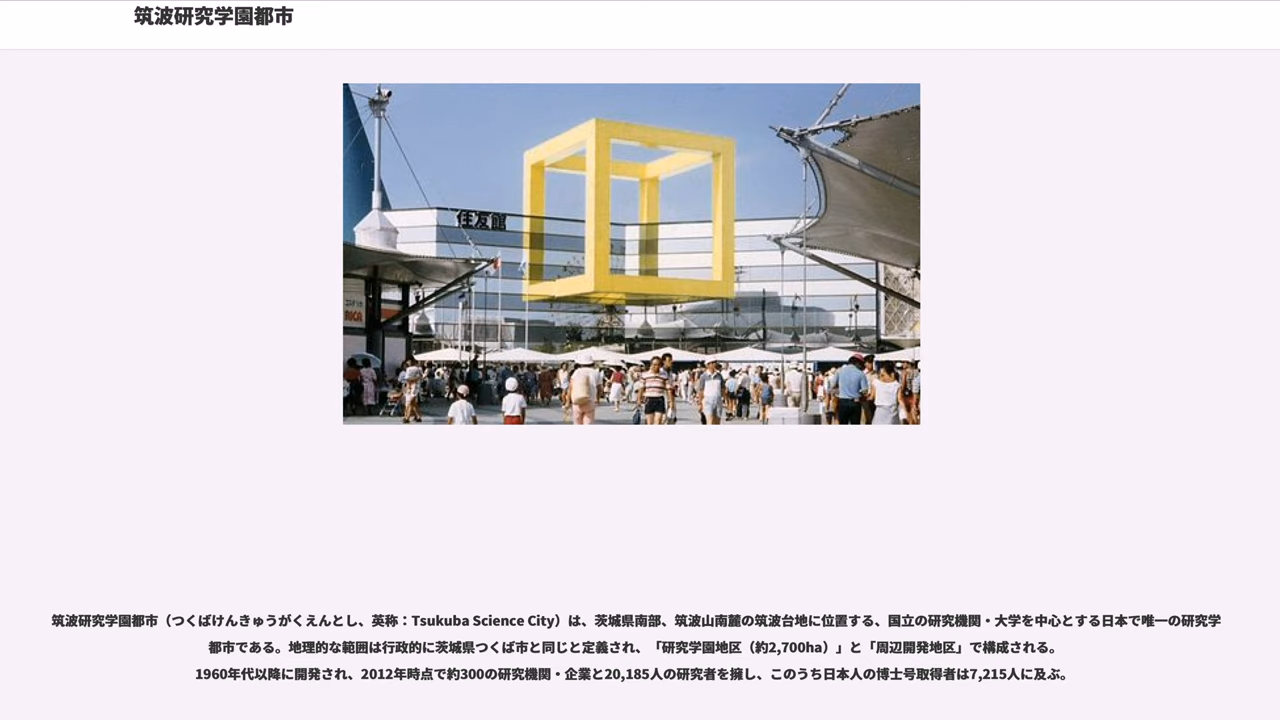 筑波研究学園都市
住友館
RICA
筑波研究学園都市（つくばけんきゅうがくえんとし、英称：Tsukuba Science City）は、茨城県南部、筑波山南麓の筑波台地に位置する、国立の研究機関・大学を中心とする日本で唯一の研究学
都市である。地理的な範囲は行政的に茨城県つくば市と同じと定義され、「研究学園地区（約2,700ha）」と「周辺開発地区」で構成される。
1960年代以降に開発され、2012年時点で約300の研究機関・企業と20,185人の研究者を擁し、このうち日本人の博士号取得者は7,215人に及ぶ。